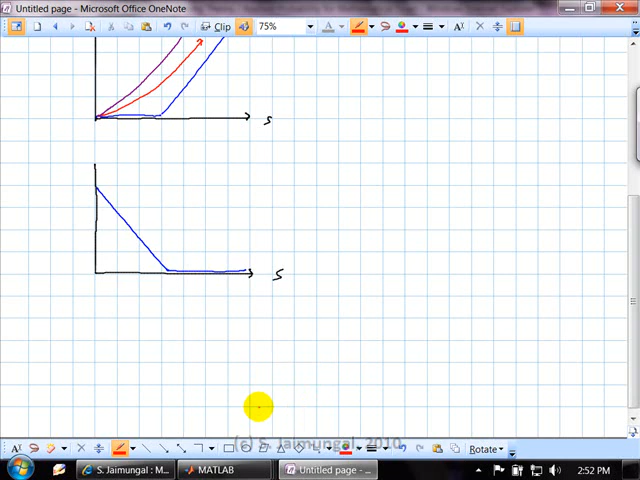 Untitled page - Microsoft Office OneNote
Clip
75%
s
s
(c) S. Jaimungal, 2010
Rotate
S. Jaimungal : M...
MATLAB
Untitled page - ...
2:52 PM